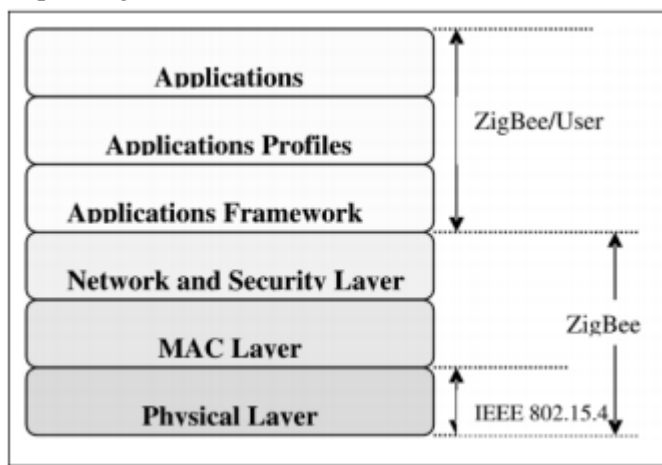 Applications
ZigBee/User
Applications Profiles
Applications Framework
Network and Security Layer
ZigBee
MAC Layer
Physical Layer
IEEE 802.15.4